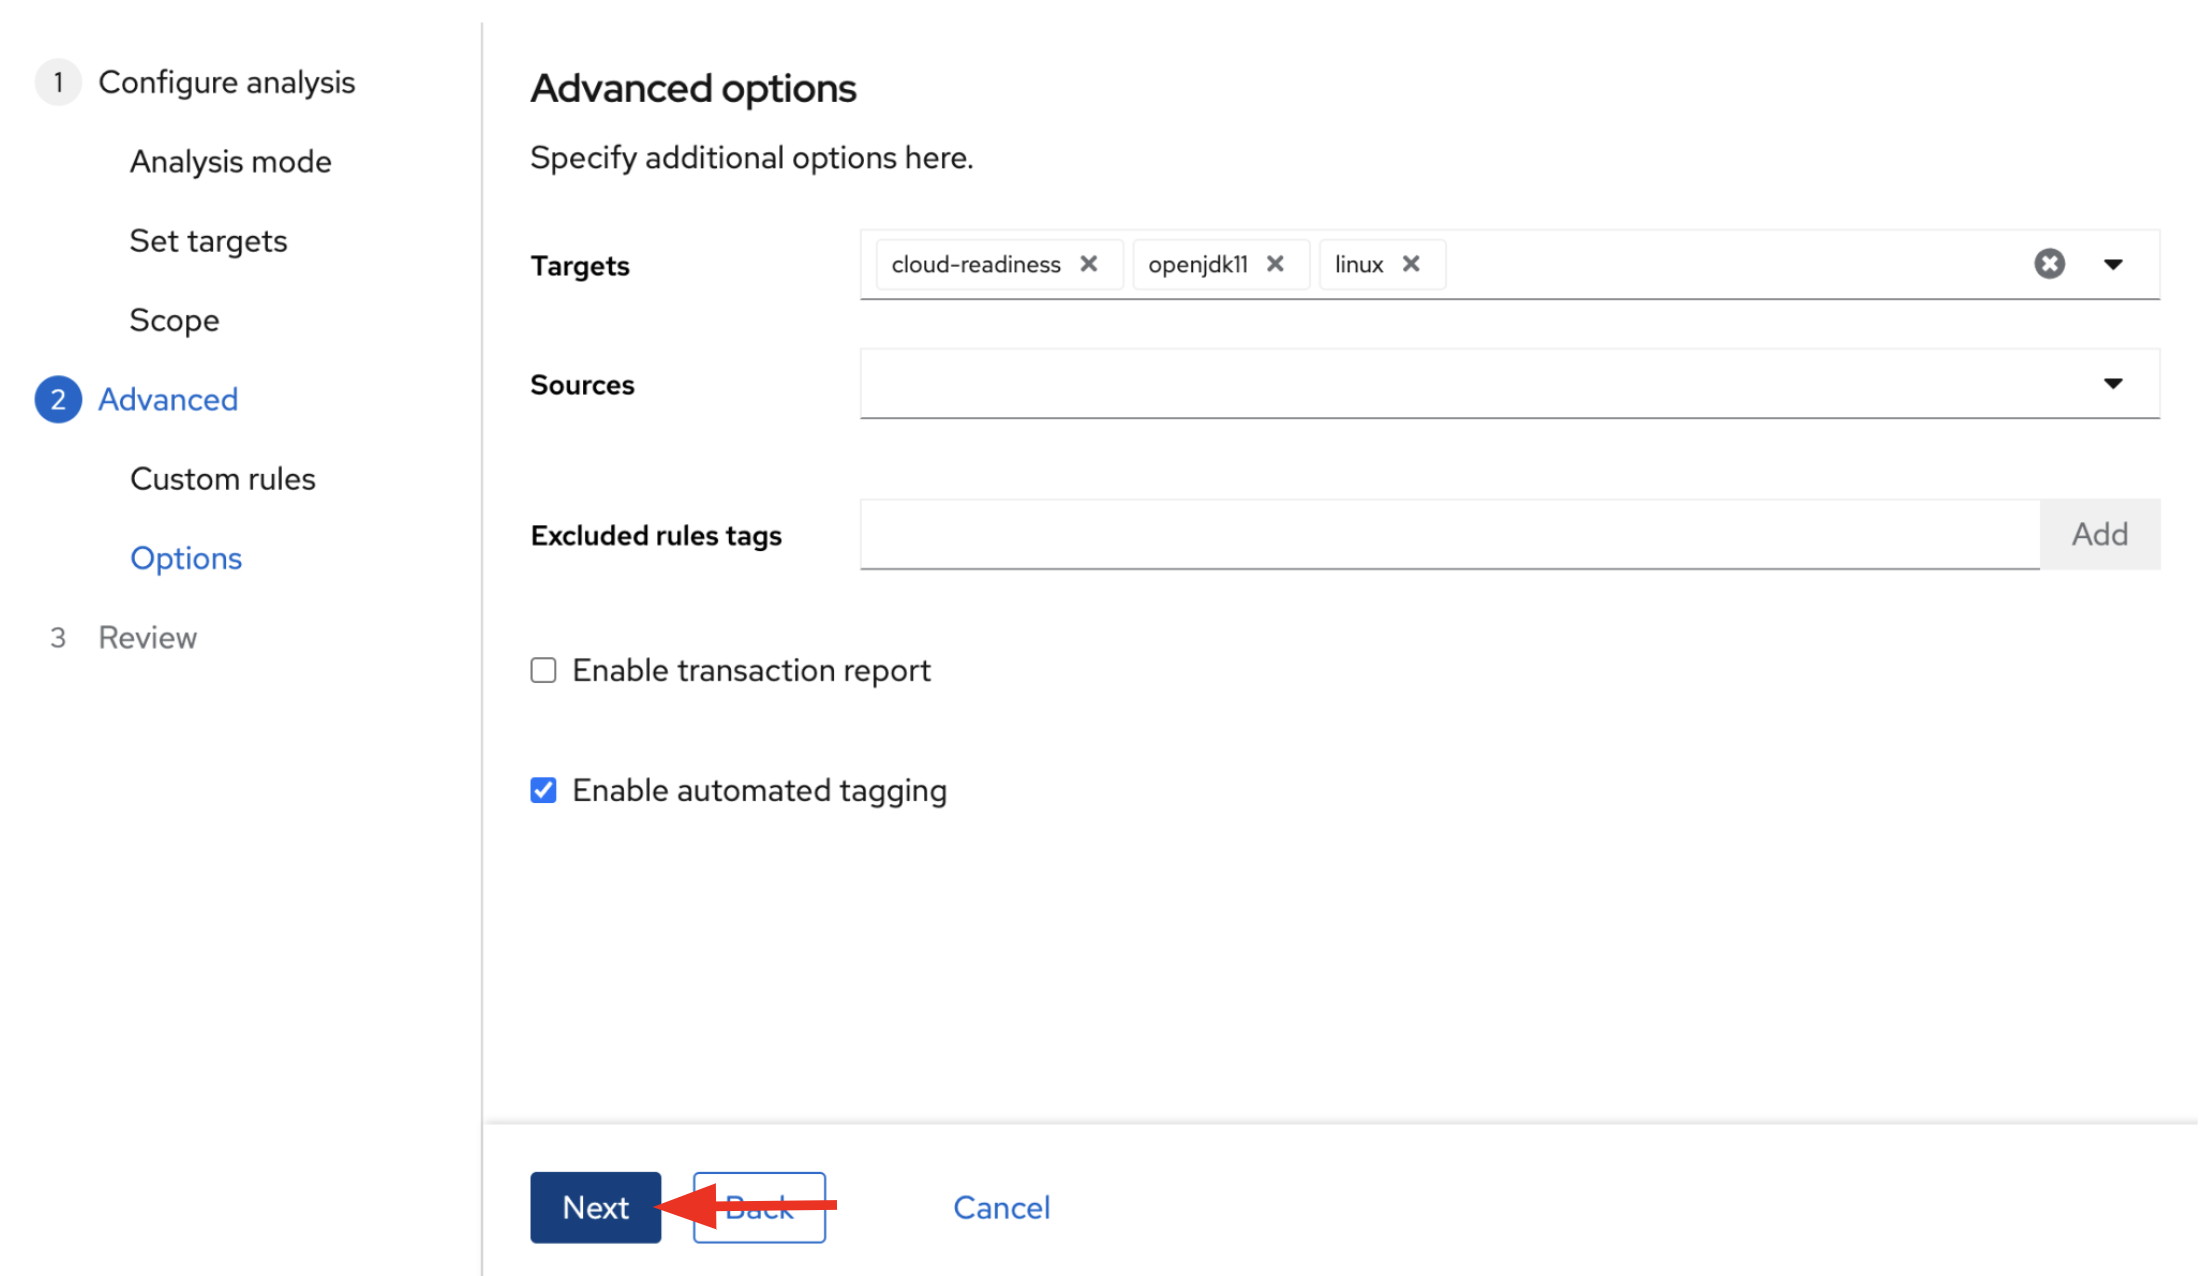 1 Configure analysis
Analysis mode
Set targets
Scope
2 Advanced
Custom rules
Options
3 Review
Advanced options
Specify additional options here.
Targets cloud-readiness openjdk11 linux
Sources
Excluded rules tags Add
Enable transaction report
Enable automated tagging
Next Back Cancel